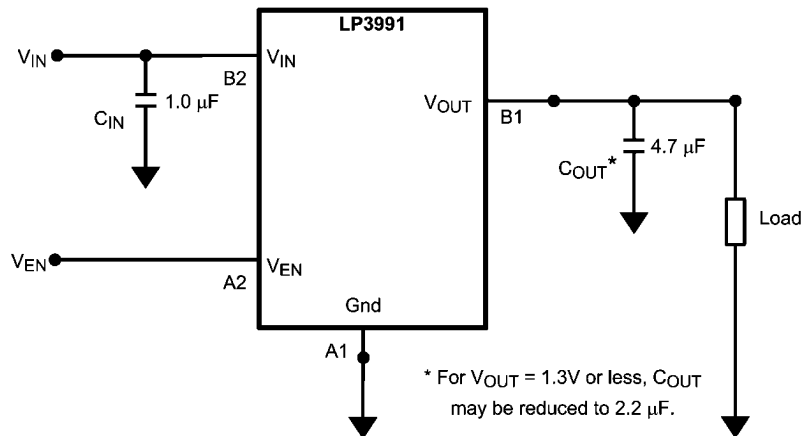 LP3991
VIN
VIN
B2
1.0 µF
CIN
VOUT
B1
4.7 µF
COUT*
Load
VEN
VEN
A2
Gnd
A1
* For VOUT = 1.3V or less, COUT
may be reduced to 2.2 µF.